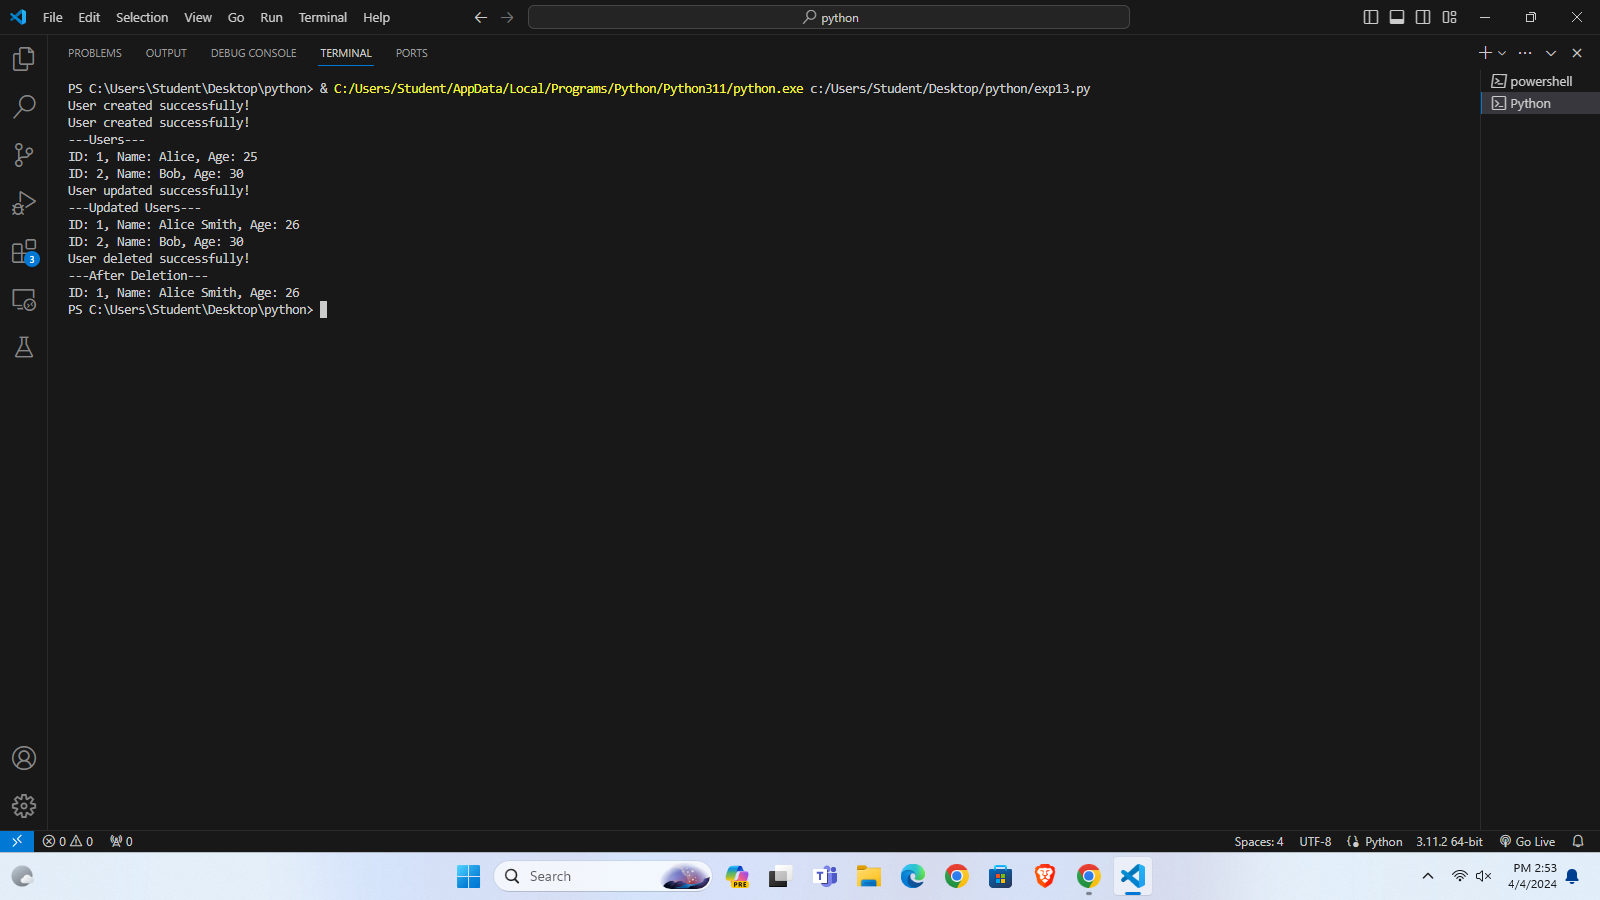 File Edit Selection View Go Run Terminal Help
python
PROBLEMS OUTPUT DEBUG CONSOLE TERMINAL PORTS
PS C:\Users\Student\Desktop\python> & C:/Users/Student/AppData/Local/Programs/Python/Python311/python.exe c:/Users/Student/Desktop/python/exp13.py
User created successfully!
User created successfully!
---Users---
ID: 1, Name: Alice, Age: 25
ID: 2, Name: Bob, Age: 30
User updated successfully!
---Updated Users---
ID: 1, Name: Alice Smith, Age: 26
ID: 2, Name: Bob, Age: 30
User deleted successfully!
---After Deletion---
ID: 1, Name: Alice Smith, Age: 26
PS C:\Users\Student\Desktop\python>
powershell
Python
3
0 0 0
Spaces: 4 UTF-8 Python 3.11.2 64-bit Go Live
Search
PRE
T
PM 2:53
4/4/2024